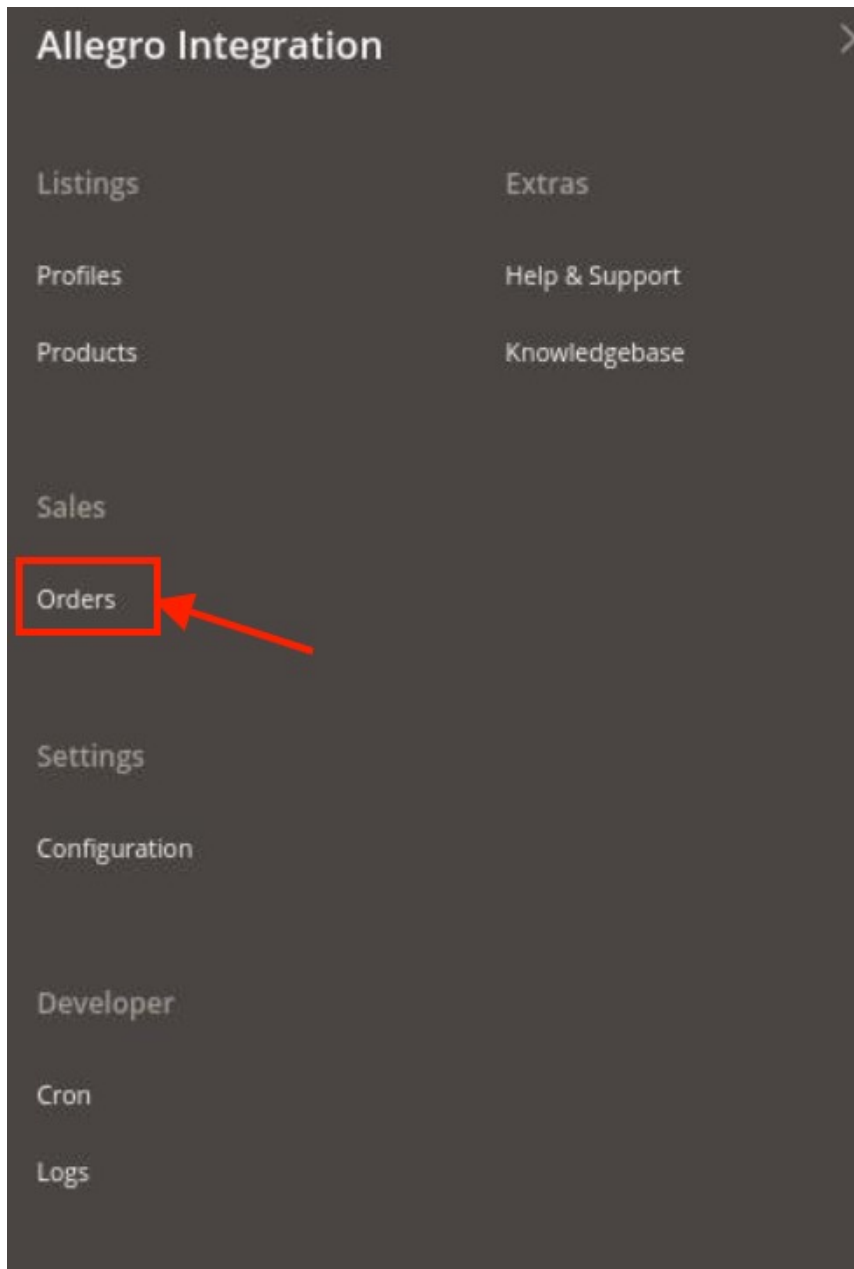 Allegro Integration
Listings
Profiles
Products
Sales
Orders
Settings
Configuration
Developer
Cron
Logs
Extras
Help & Support
Knowledgebase